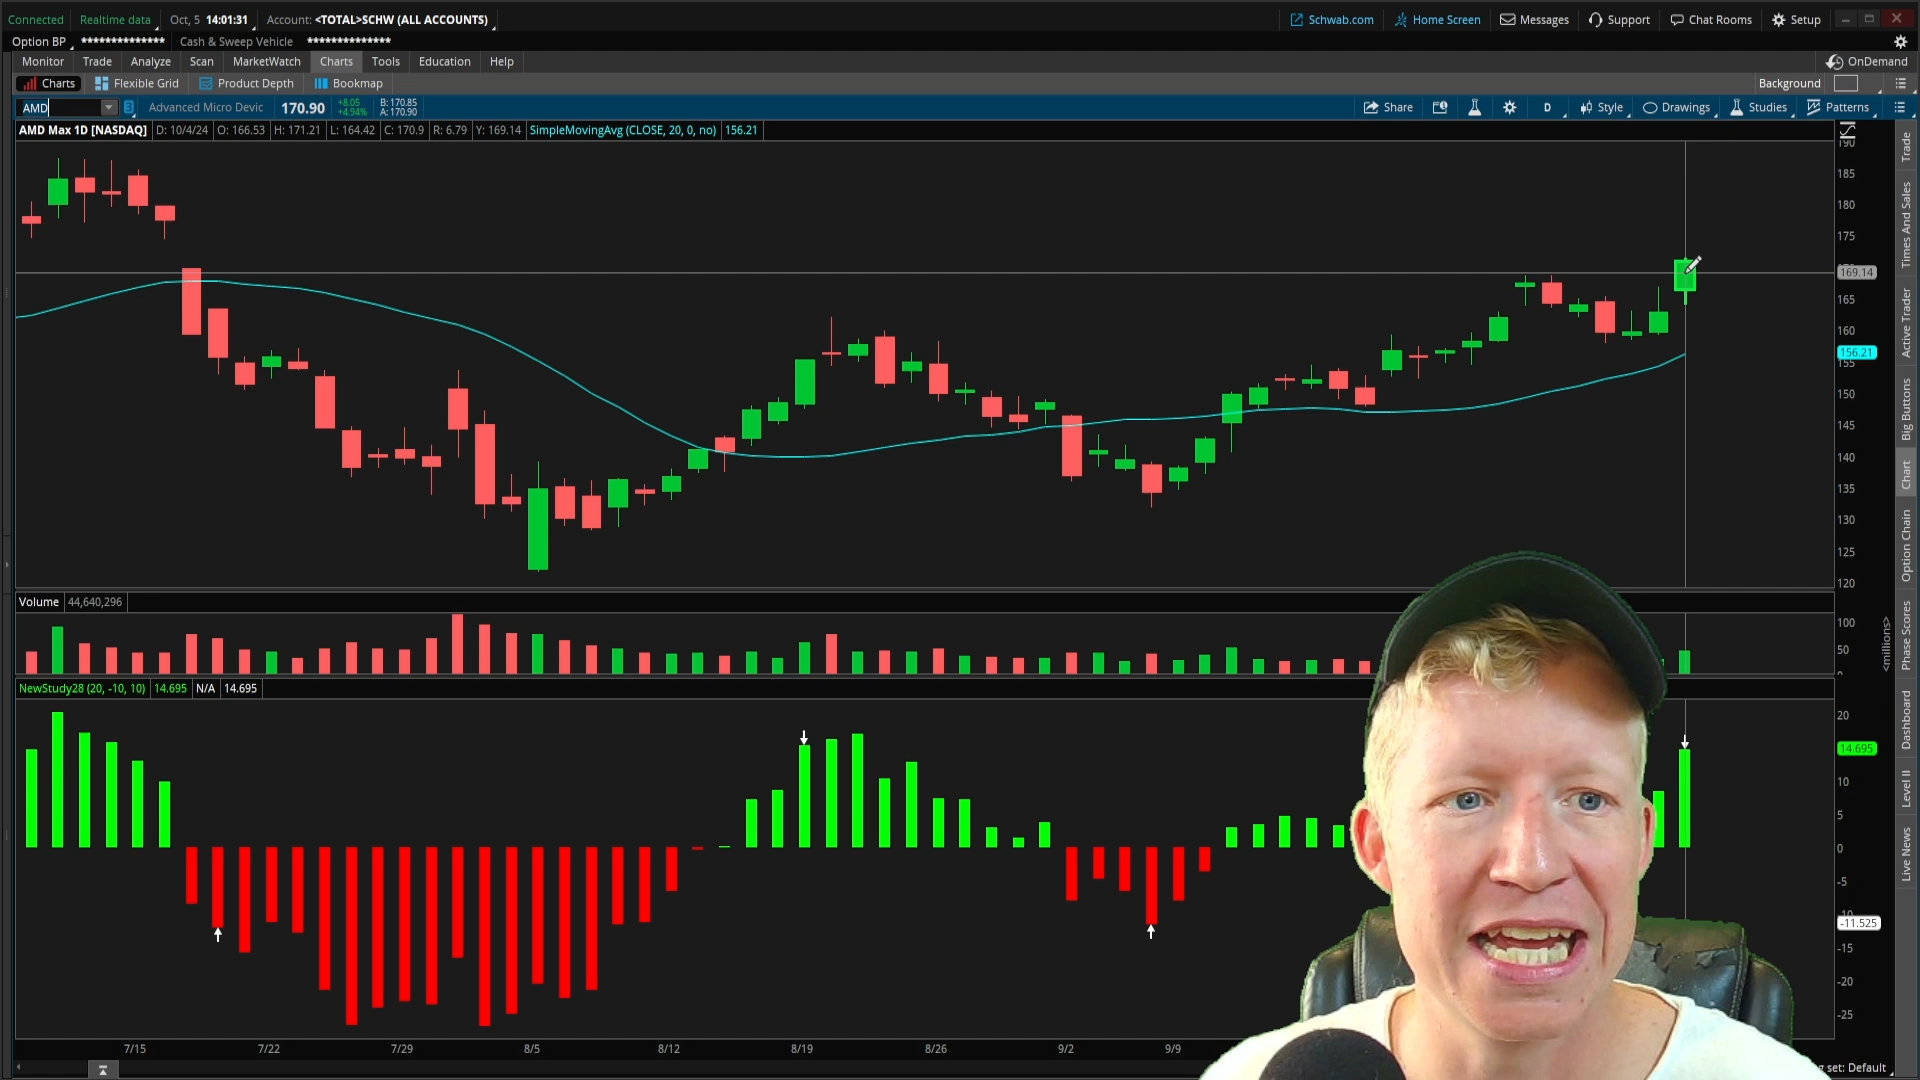 Connected Realtime data Oct, 5 14:01:31 Account: <TOTAL>SCHW (ALL ACCOUNTS) Schwab.com Home Screen Messages Support Chat Rooms Setup
Option BP ************** Cash & Sweep Vehicle **************
Monitor Trade Analyze Scan MarketWatch Charts Tools Education Help OnDemand
Charts Flexible Grid Product Depth Bookmap Background
AMD 3 Advanced Micro Devic 170.90 +8.05 +4.94% B: 170.85 A: 170.90 Share D Style Drawings Studies Patterns
AMD Max 1D [NASDAQ] D: 10/4/24 O: 166.53 H: 171.21 L: 164.42 C: 170.9 R: 6.79 Y: 169.14 SimpleMovingAvg (CLOSE, 20, 0, no) 156.21
190
185
180
175
169.14
165
160
156.21
155
150
145
140
135
130
125
120
Volume 44,640,296
100
50
<millions>
NewStudy28 (20, -10, 10) 14.695 N/A 14.695
20
14.695
10
5
0
-5
-10
-11.525
-15
-20
-25
7/15 7/22 7/29 8/5 8/12 8/19 8/26 9/2 9/9
set: Default
Trade
Times And Sales
Active Trader
Big Buttons
Chart
Option Chain
Phase Scores
Dashboard
Level II
Live News